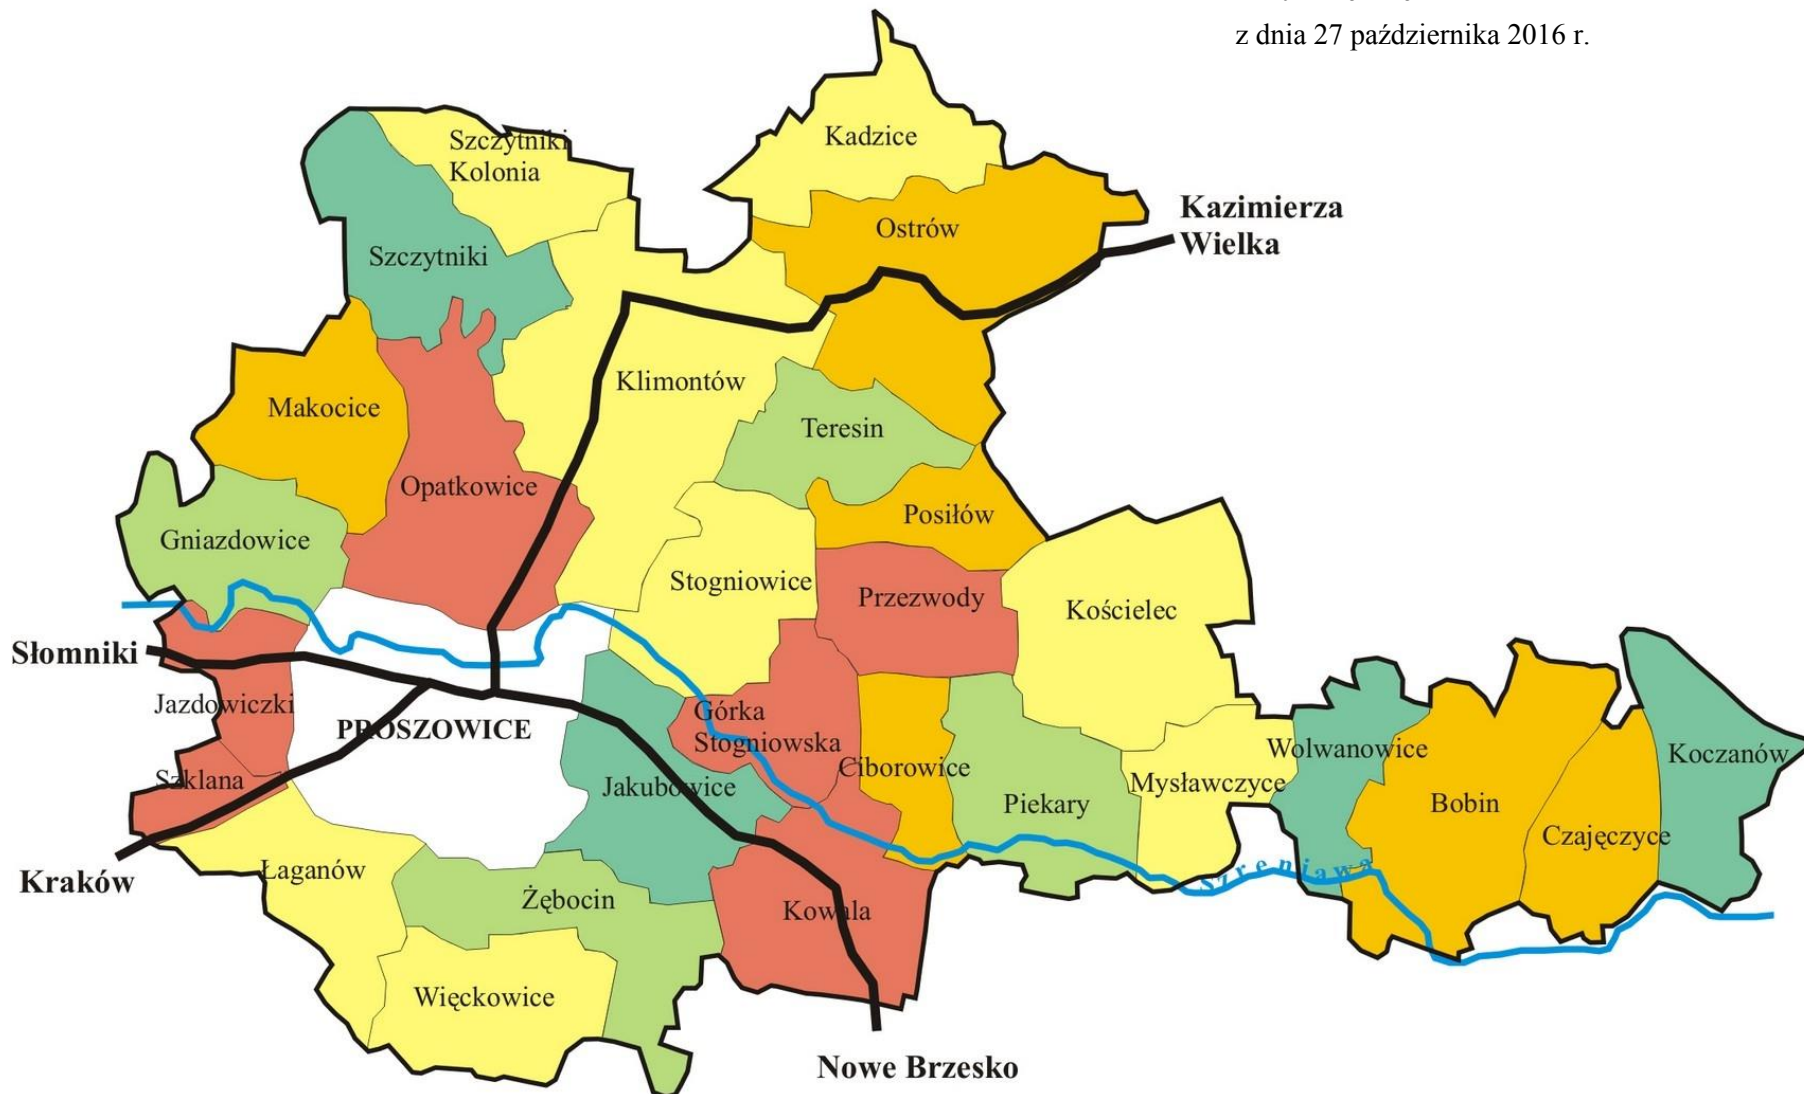 z dnia 27 października 2016 r.
Kadzice
Szczytniki
Kolonia
Kazimierza
Wielka
Ostrów
Szczytniki
Klimontów
Makocice
Teresin
Opatkowice
Posiłów
Gniazdowice
Stogniowice
Przezwody
Kościelec
Słomniki
Jazdowiczki
PROSZOWICE
Górka
Stogniowska
Ciborowice
Wolwanowice
Koczanów
Szklana
Jakubowice
Piekary
Mysławczyce
Bobin
Czajęczyce
Kraków
Łaganów
Szreniawa
Żębocin
Kowala
Więckowice
Nowe Brzesko